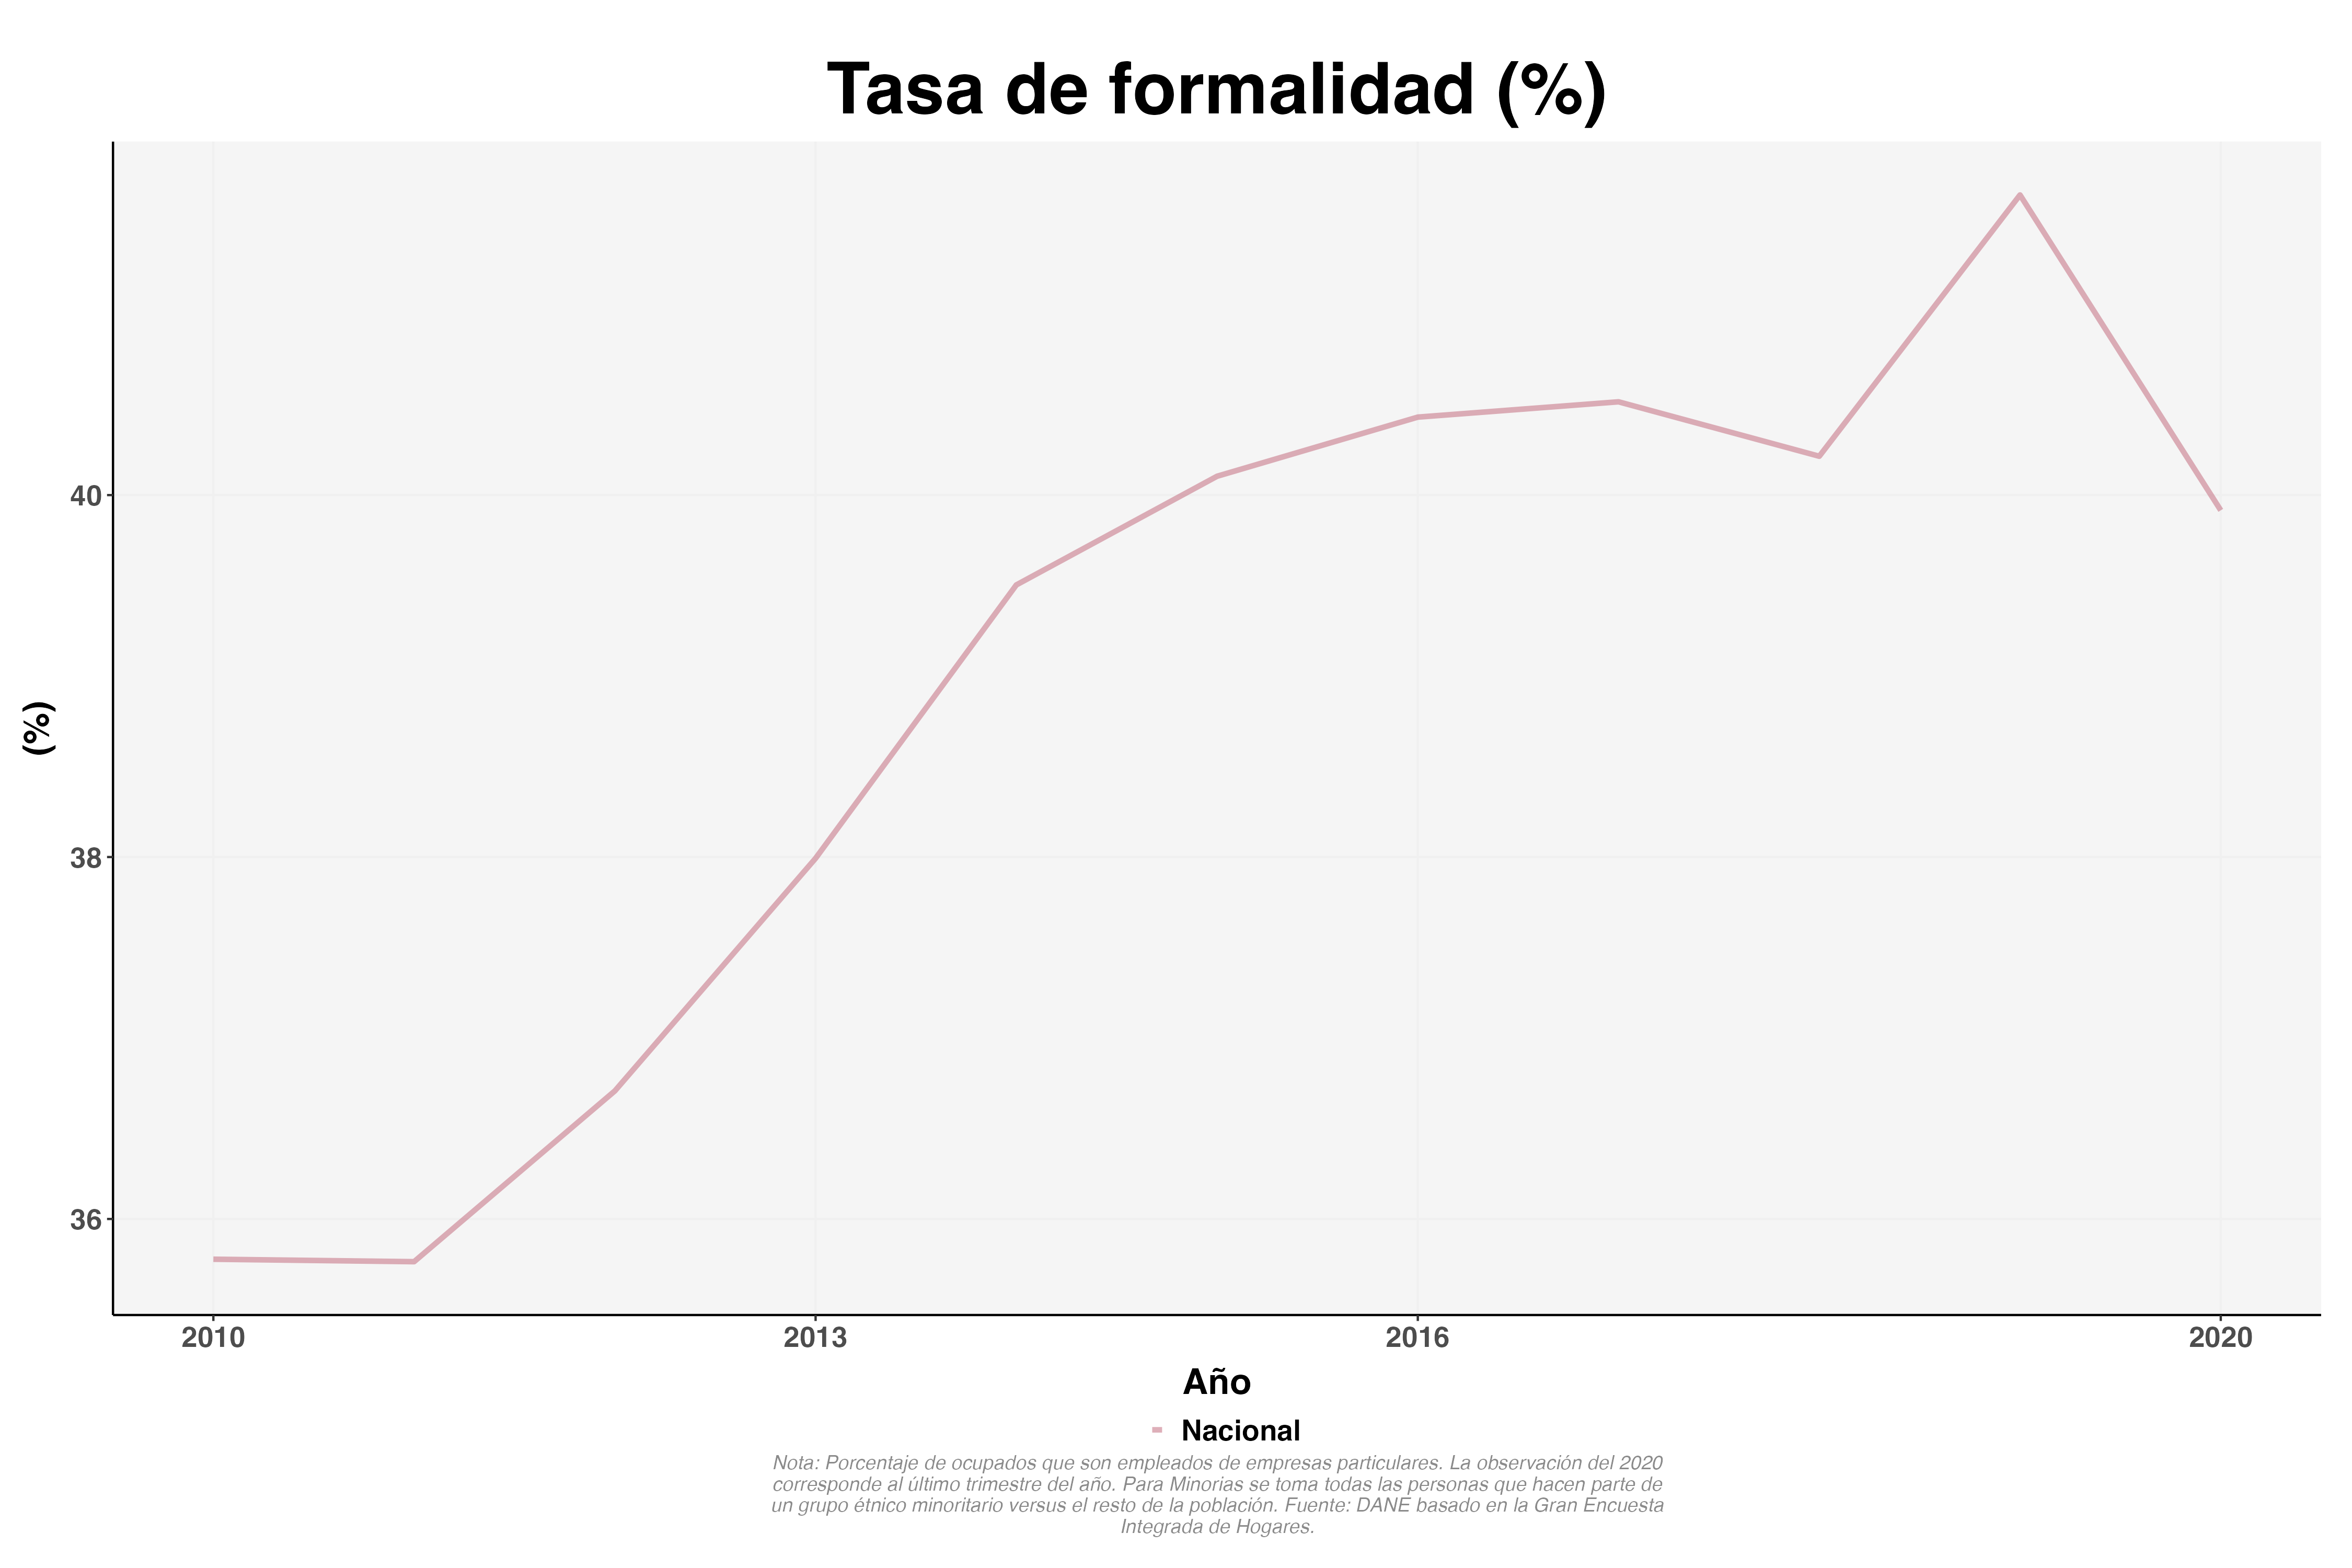 Tasa de formalidad (%)
(%)
40
38
36
2010
2013
2016
2020
Año
Nacional
Nota: Porcentaje de ocupados que son empleados de empresas particulares. La observación del 2020
corresponde al último trimestre del año. Para Minorias se toma todas las personas que hacen parte de
un grupo étnico minoritario versus el resto de la población. Fuente: DANE basado en la Gran Encuesta
Integrada de Hogares.